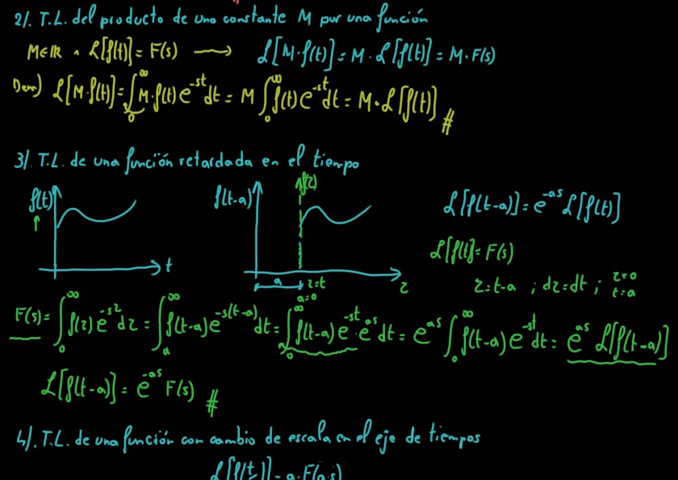 2/. T.L. del producto de una constante M por una función
M∈ℝ ∧ ℒ[f(t)] = F(s) → ℒ[M·f(t)] = M·ℒ[f(t)] = M·F(s)
Dem) ℒ[M·f(t)] = ∫₀^∞ M·f(t) e^{-st} dt = M ∫₀^∞ f(t) e^{-st} dt = M·ℒ[f(t)] #
3/. T.L. de una función retardada en el tiempo
f(t) t
f(t-a) f(z) a z=t z
ℒ[f(t-a)] = e^{-as} ℒ[f(t)]
ℒ[f(t)] = F(s)
z=t-a ; dz=dt ; z=0 t=a
a=0
F(s) = ∫₀^∞ f(z) e^{-sz} dz = ∫ₐ^∞ f(t-a) e^{-s(t-a)} dt = ∫₀^∞ f(t-a) e^{-st}·e^{as} dt = e^{as} ∫₀^∞ f(t-a) e^{-st} dt = e^{as} ℒ[f(t-a)]
ℒ[f(t-a)] = e^{-as} F(s) #
4/. T.L. de una función con cambio de escala en el eje de tiempos